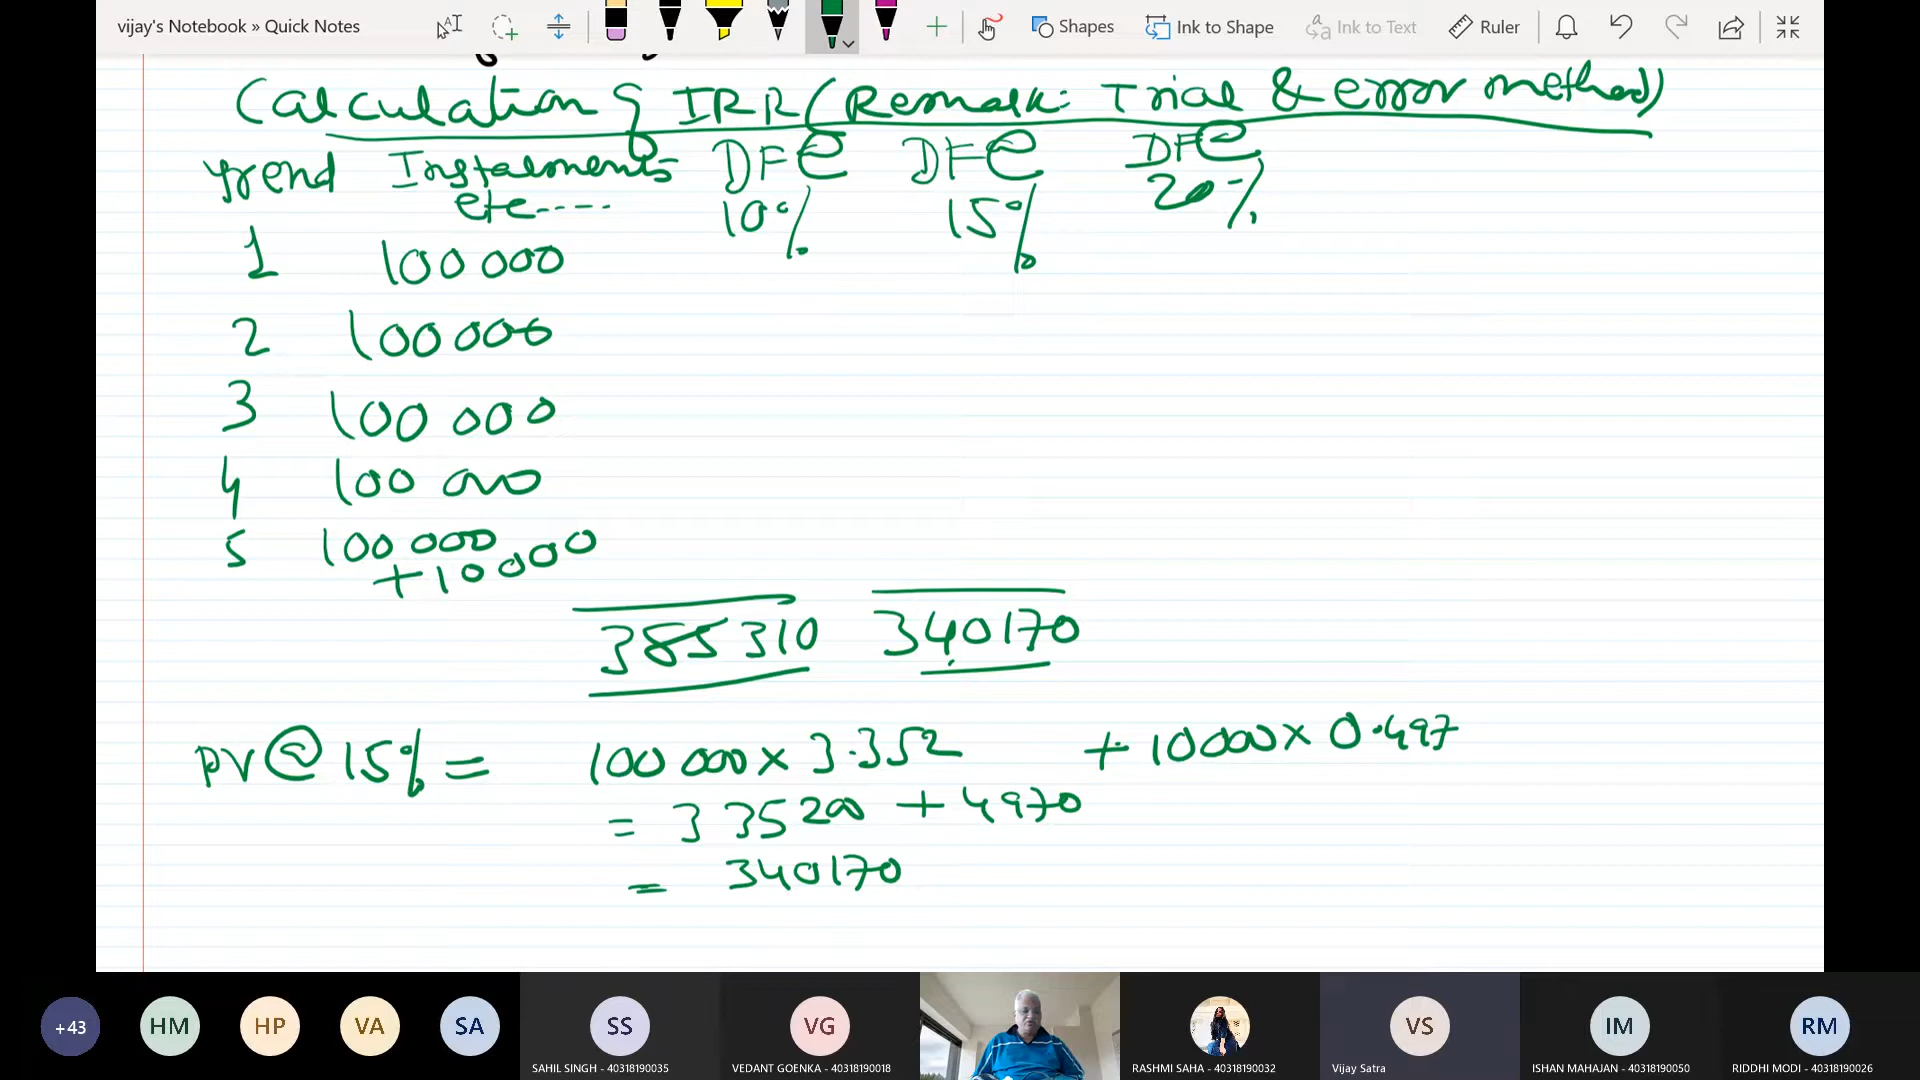 vijay's Notebook » Quick Notes
Shapes
Ink to Shape
Ink to Text
Ruler
Calculation of IRR (Remark: Trial & error method)
Yrend Instalments DF@ DF@ DF@
etc---- 10% 15% 20%
1 100 000
2 100 000
3 100 000
4 100 000
5 100 000
+10000
385310 340170
PV@ 15% = 100 000 x 3.352 + 10000 x 0.497
= 335200 + 4970
= 340170
+43
HM
HP
VA
SA
SS
VG
VS
IM
RM
SAHIL SINGH - 40318190035
VEDANT GOENKA - 40318190018
RASHMI SAHA - 40318190032
Vijay Satra
ISHAN MAHAJAN - 40318190050
RIDDHI MODI - 40318190026